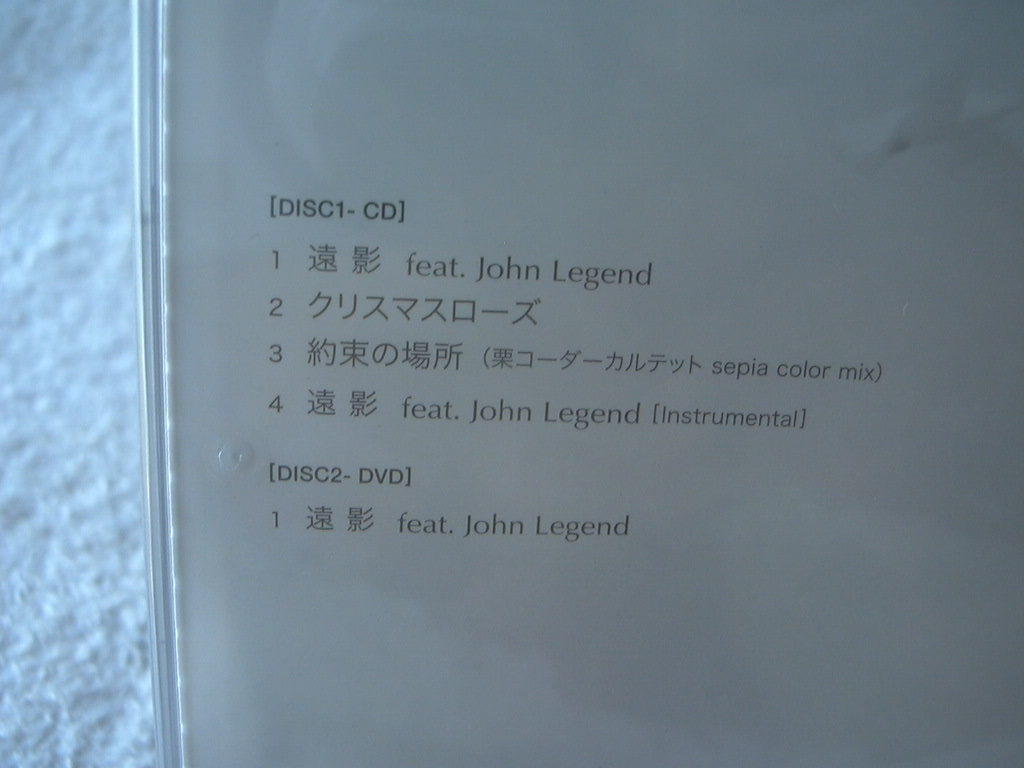 [DISC1- CD]
1 遠 影 feat. John Legend
2 クリスマスローズ
3 約束の場所 (栗コーダーカルテット sepia color mix)
4 遠 影 feat. John Legend [Instrumental]
[DISC2- DVD]
1 遠 影 feat. John Legend